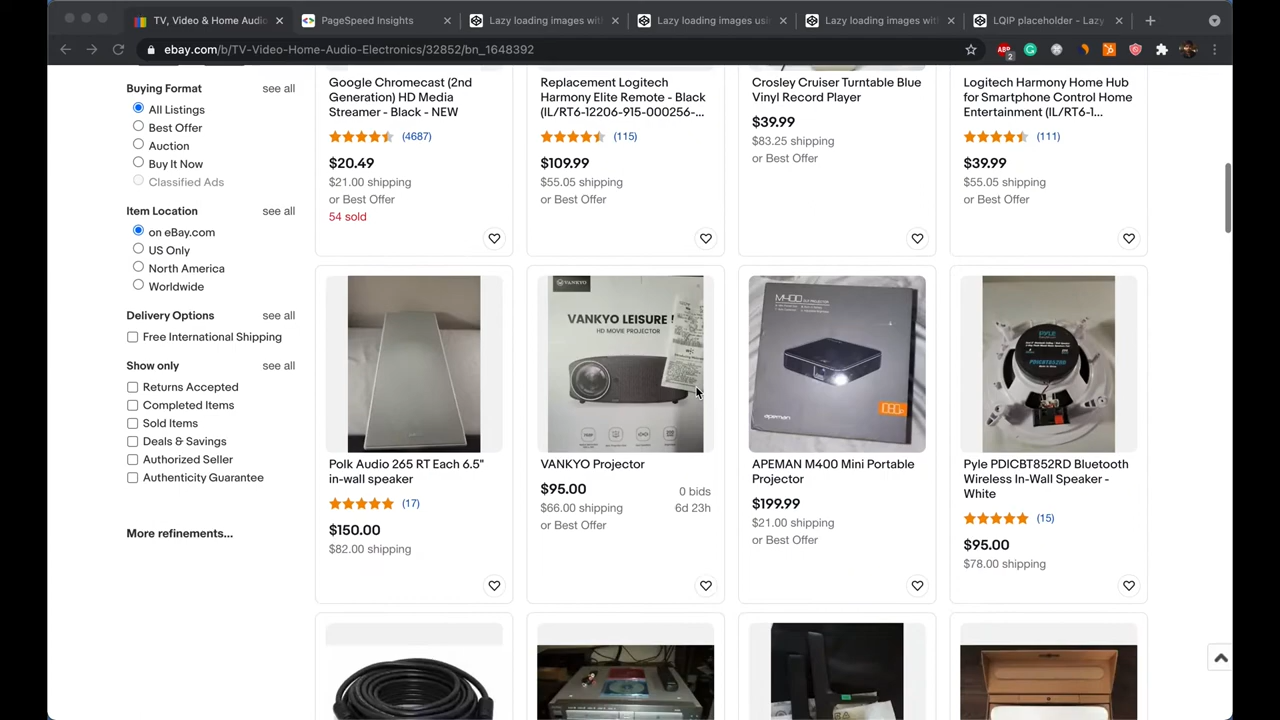 TV, Video & Home Audio
PageSpeed Insights
Lazy loading images with
Lazy loading images usin
Lazy loading images with
LQIP placeholder - Lazy
ebay.com/b/TV-Video-Home-Audio-Electronics/32852/bn_1648392
ABP
2
Buying Format
see all
All Listings
Best Offer
Auction
Buy It Now
Classified Ads
Item Location
see all
on eBay.com
US Only
North America
Worldwide
Delivery Options
see all
Free International Shipping
Show only
see all
Returns Accepted
Completed Items
Sold Items
Deals & Savings
Authorized Seller
Authenticity Guarantee
More refinements...
Google Chromecast (2nd
Generation) HD Media
Streamer - Black - NEW
(4687)
$20.49
$21.00 shipping
or Best Offer
54 sold
Replacement Logitech
Harmony Elite Remote - Black
(IL/RT6-12206-915-000256-...
(115)
$109.99
$55.05 shipping
or Best Offer
Crosley Cruiser Turntable Blue
Vinyl Record Player
$39.99
$83.25 shipping
or Best Offer
Logitech Harmony Home Hub
for Smartphone Control Home
Entertainment (IL/RT6-1...
(111)
$39.99
$55.05 shipping
or Best Offer
Polk Audio 265 RT Each 6.5"
in-wall speaker
(17)
$150.00
$82.00 shipping
VANKYO
VANKYO LEISURE
HD MOVIE PROJECTOR
VANKYO Projector
$95.00
0 bids
$66.00 shipping
6d 23h
or Best Offer
M400
apeman
APEMAN M400 Mini Portable
Projector
$199.99
$21.00 shipping
or Best Offer
PYLE
PDICBT852RD
Pyle PDICBT852RD Bluetooth
Wireless In-Wall Speaker -
White
(15)
$95.00
$78.00 shipping